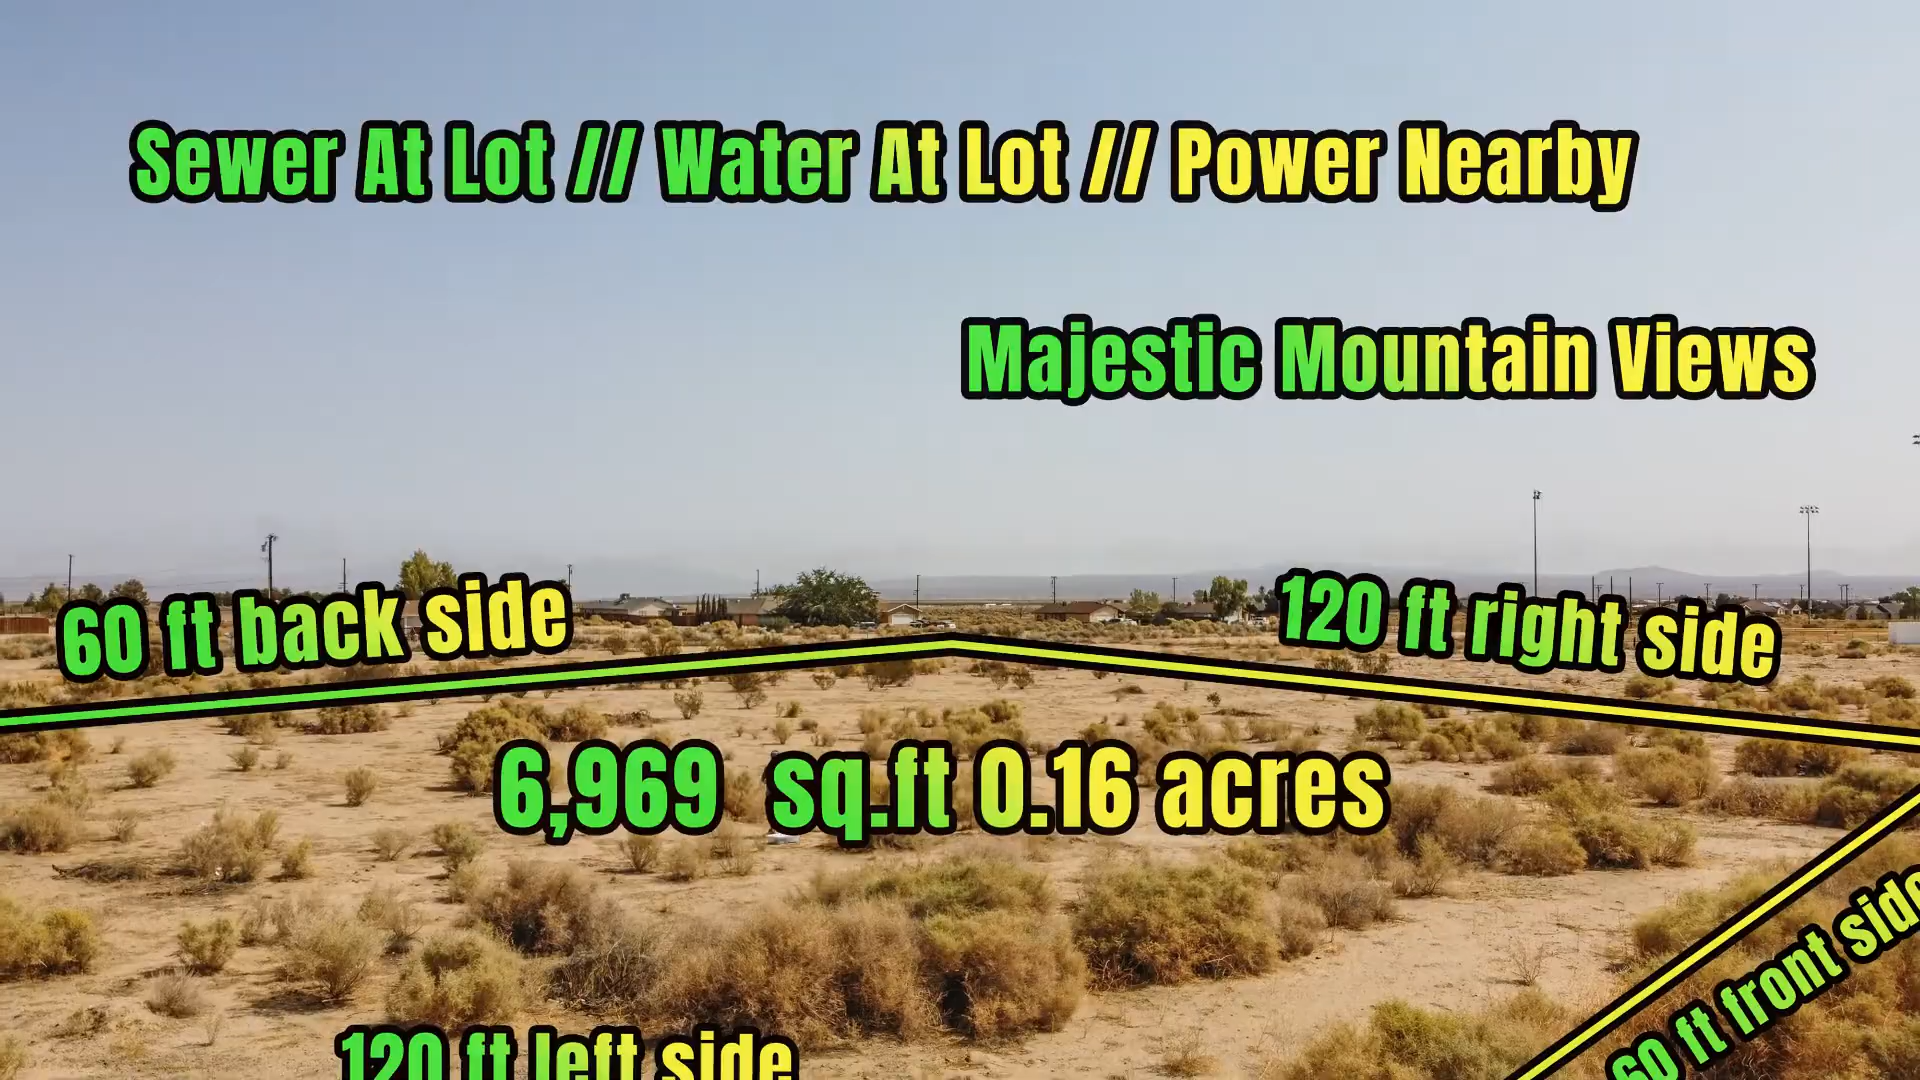 Sewer At Lot // Water At Lot // Power Nearby
Majestic Mountain Views
60 ft back side
120 ft right side
6,969 sq.ft 0.16 acres
60 ft front side
120 ft left side